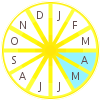 J F M A M J J A S O N D